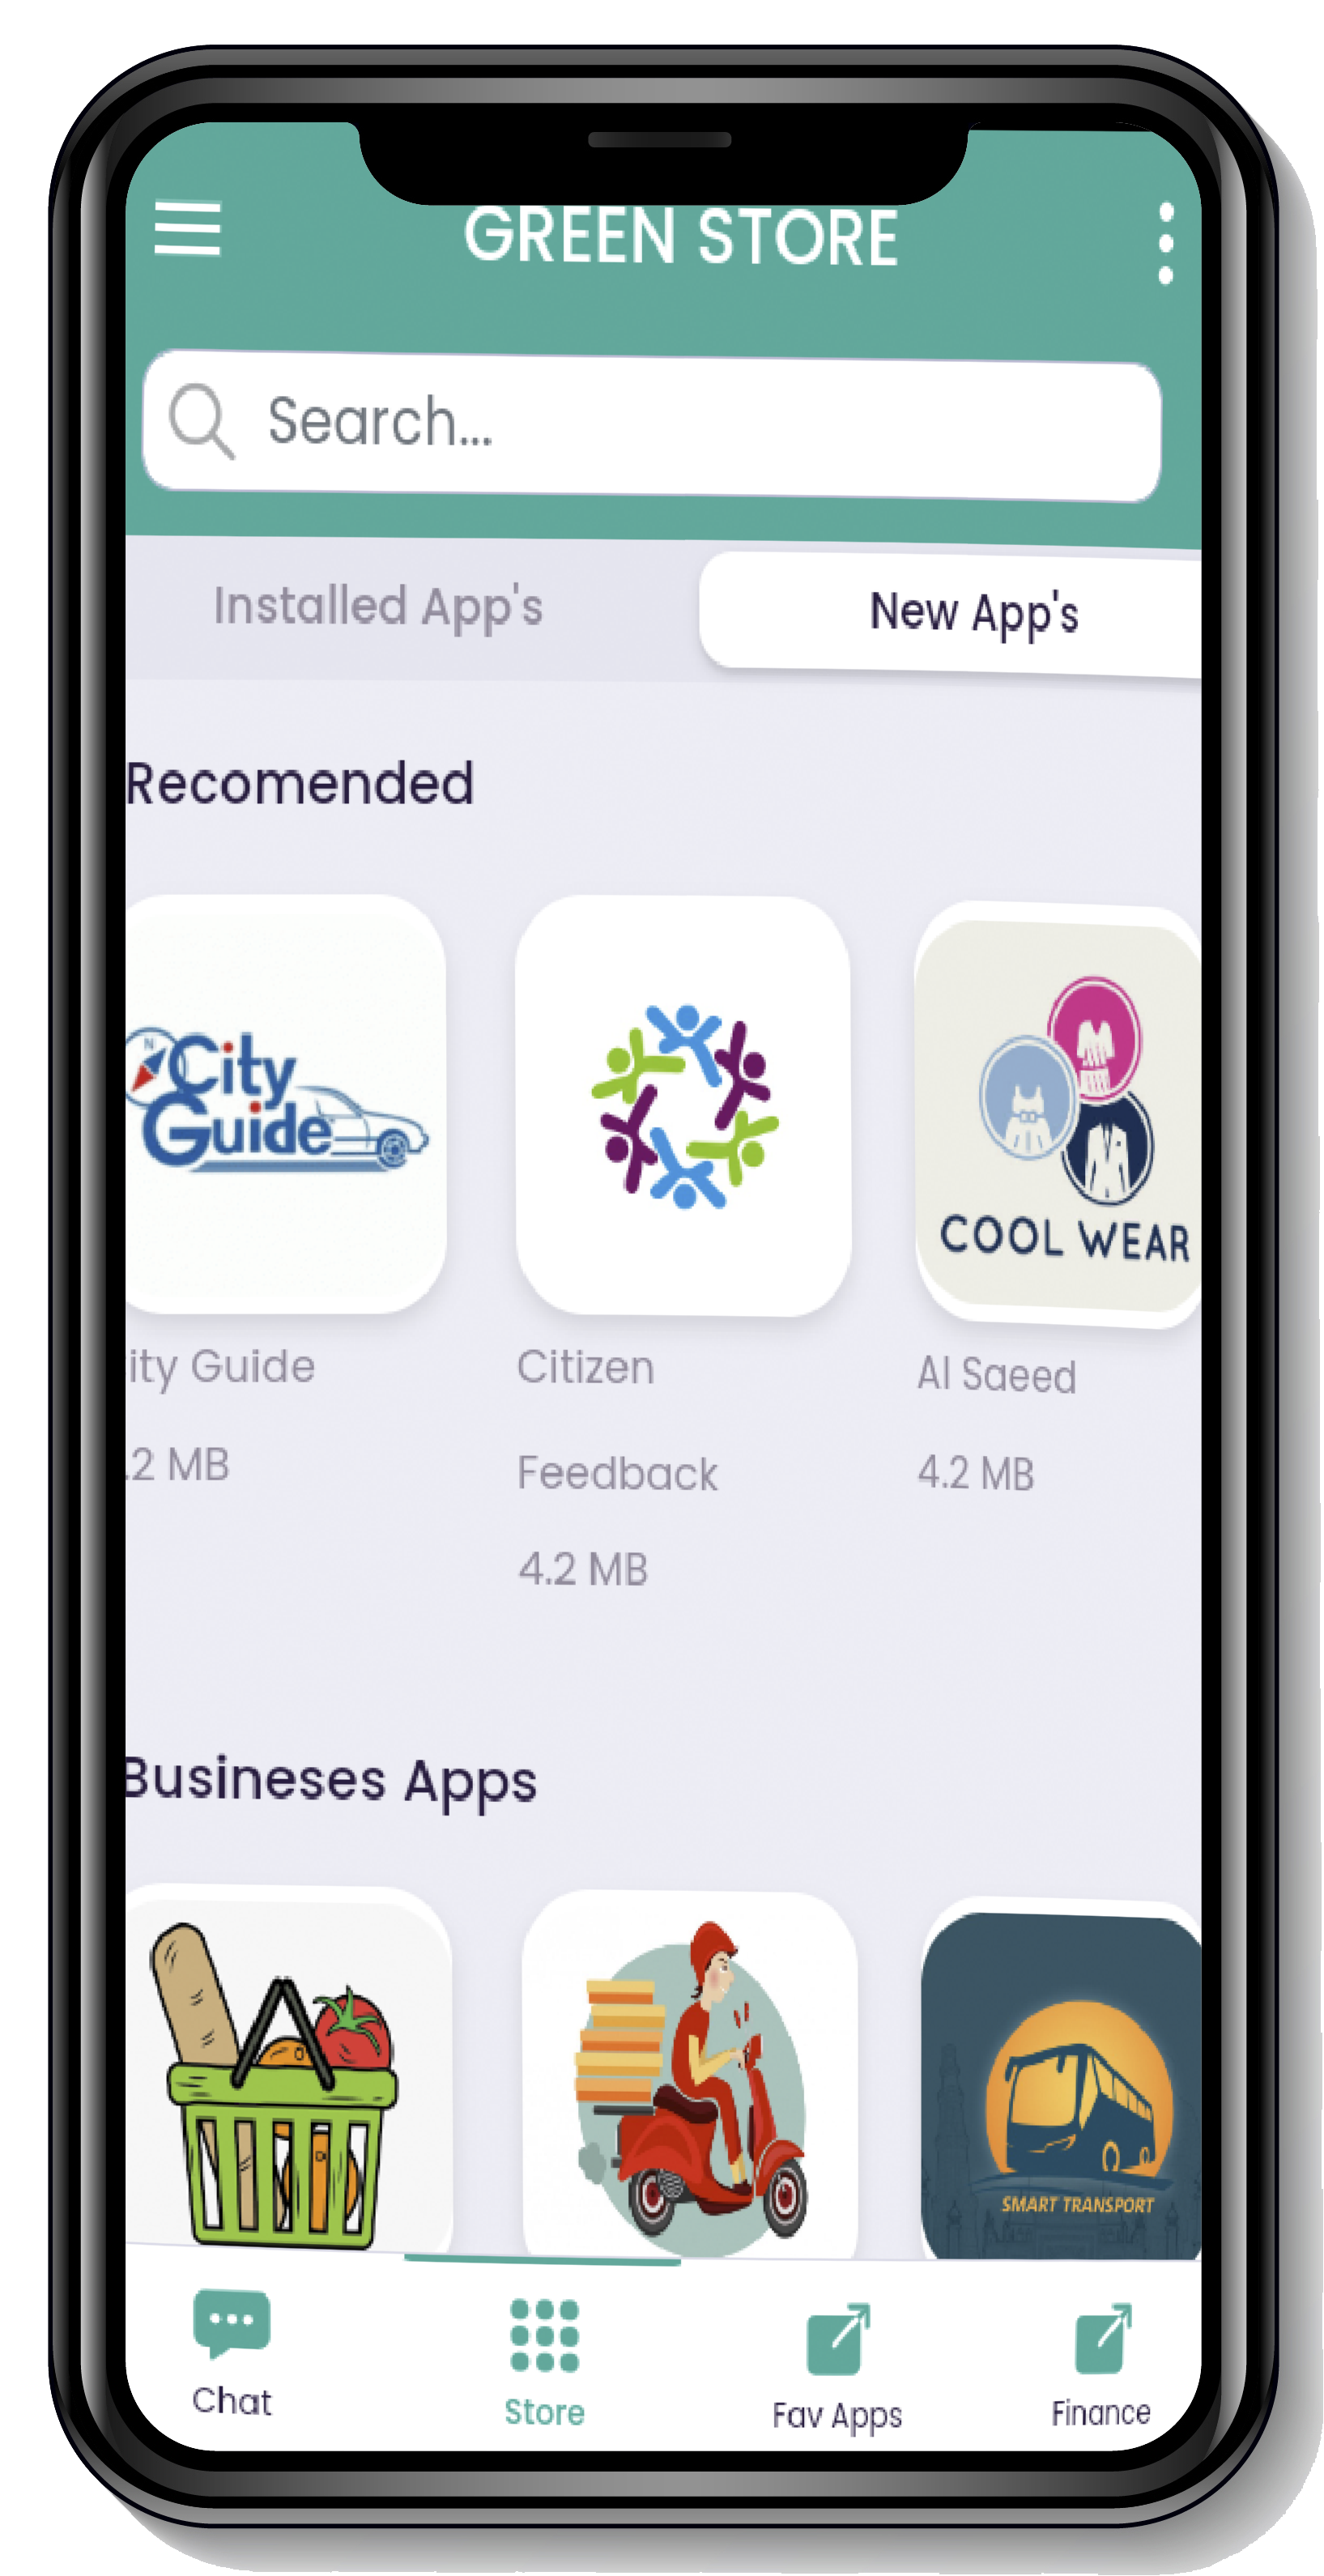 GREEN STORE
Search...
Installed App's
New App's
Recomended
N
City
Guide
COOL WEAR
ity Guide
.2 MB
Citizen
Feedback
4.2 MB
Al Saeed
4.2 MB
Busineses Apps
SMART TRANSPORT
Chat
Store
Fav Apps
Finance